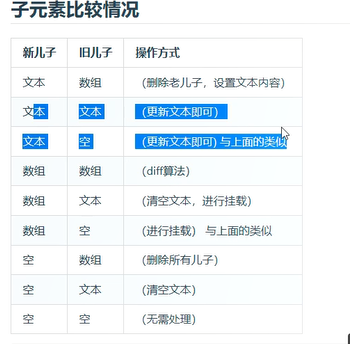 子元素比较情况
新儿子 旧儿子 操作方式
文本 数组 （删除老儿子，设置文本内容）
文本 文本 （更新文本即可）
文本 空 （更新文本即可) 与上面的类似
数组 数组 （diff算法）
数组 文本 （清空文本，进行挂载）
数组 空 （进行挂载） 与上面的类似
空 数组 （删除所有儿子）
空 文本 （清空文本）
空 空 （无需处理）